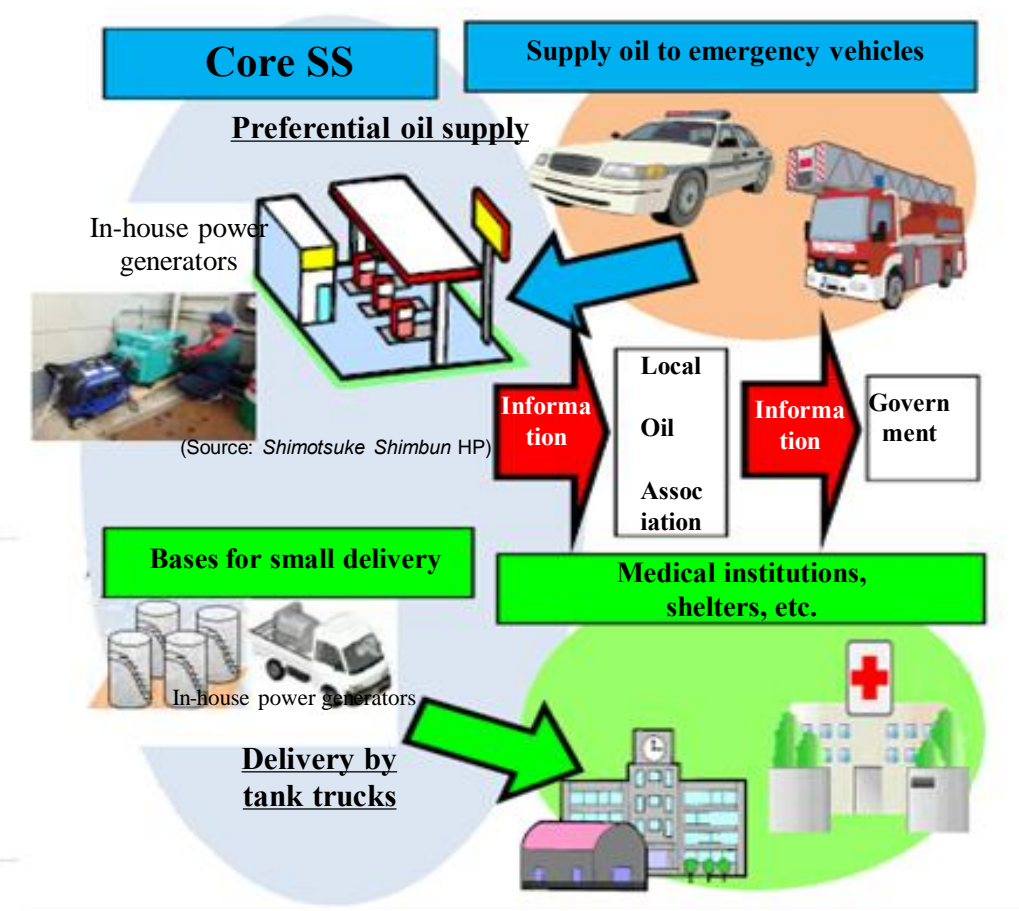 Core SS
Supply oil to emergency vehicles
Preferential oil supply
In-house power
generators
(Source: Shimotsuke Shimbun HP)
Informa
tion
Local
Oil
Assoc
iation
Informa
tion
Govern
ment
Bases for small delivery
Medical institutions,
shelters, etc.
In-house power generators
Delivery by
tank trucks